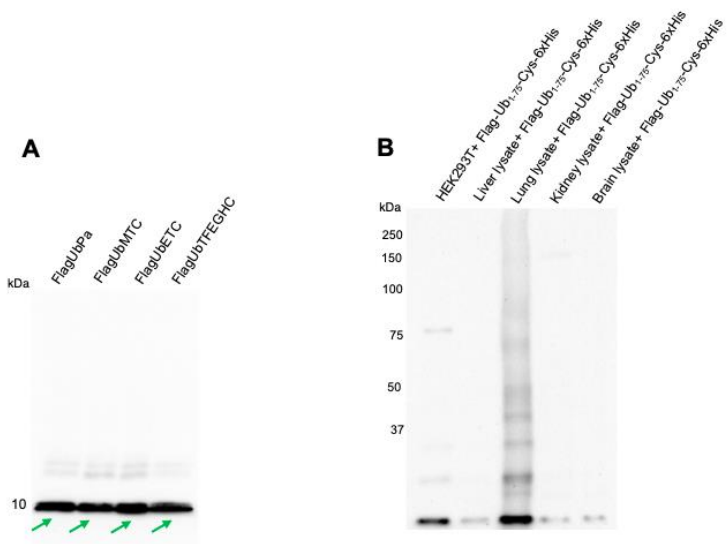 A
FlagUbPa
FlagUbMTC
FlagUbETC
FlagUbTFEGHC
kDa
10
B
HEK293T+ Flag-Ub1-75-Cys-6xHis
Liver lysate+ Flag-Ub1-75-Cys-6xHis
Lung lysate+ Flag-Ub1-75-Cys-6xHis
Kidney lysate+ Flag-Ub1-75-Cys-6xHis
Brain lysate+ Flag-Ub1-75-Cys-6xHis
kDa
250
150
100
75
50
37